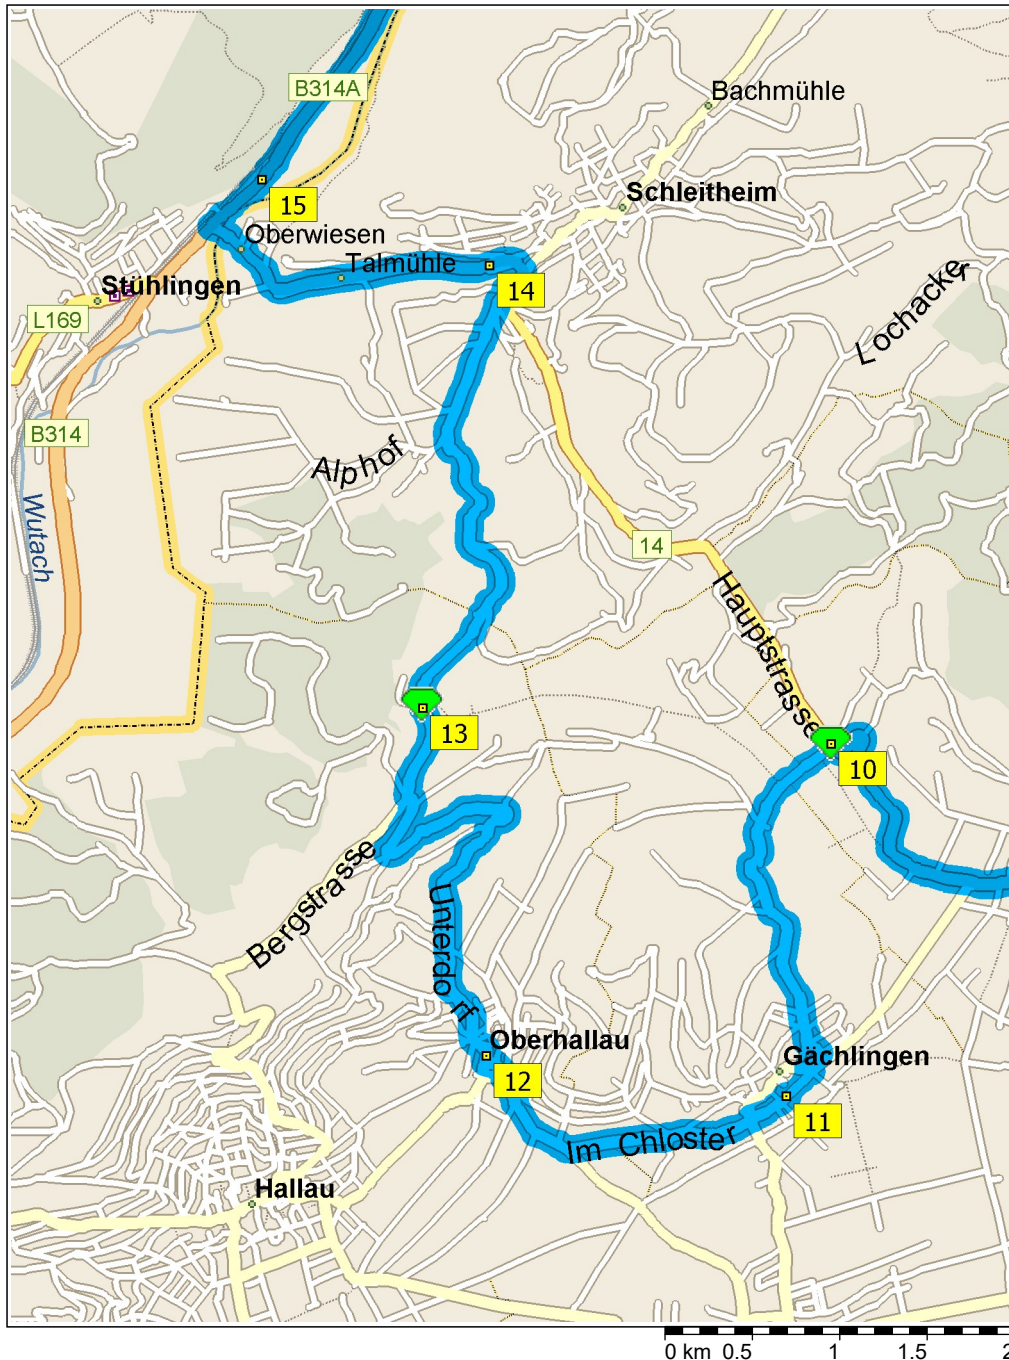 B314A
Bachmühle
Schleitheim
15
Oberwiesen
Talmühle
Stühlingen
14
Lochacker
L169
B314
Alphof
Wutach
14
Hauptstrasse
13
10
Bergstrasse
Unterdorf
Oberhallau
12
Gächlingen
11
Im Chloster
Hallau
0 km 0.5 1 1.5 2